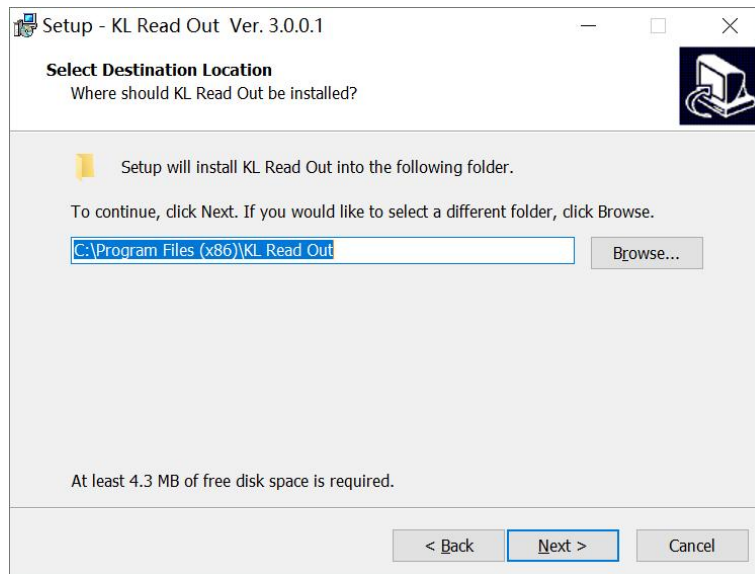 Setup - KL Read Out  Ver. 3.0.0.1
Select Destination Location
Where should KL Read Out be installed?
Setup will install KL Read Out into the following folder.
To continue, click Next. If you would like to select a different folder, click Browse.
C:\Program Files (x86)\KL Read Out
Browse...
At least 4.3 MB of free disk space is required.
< Back
Next >
Cancel